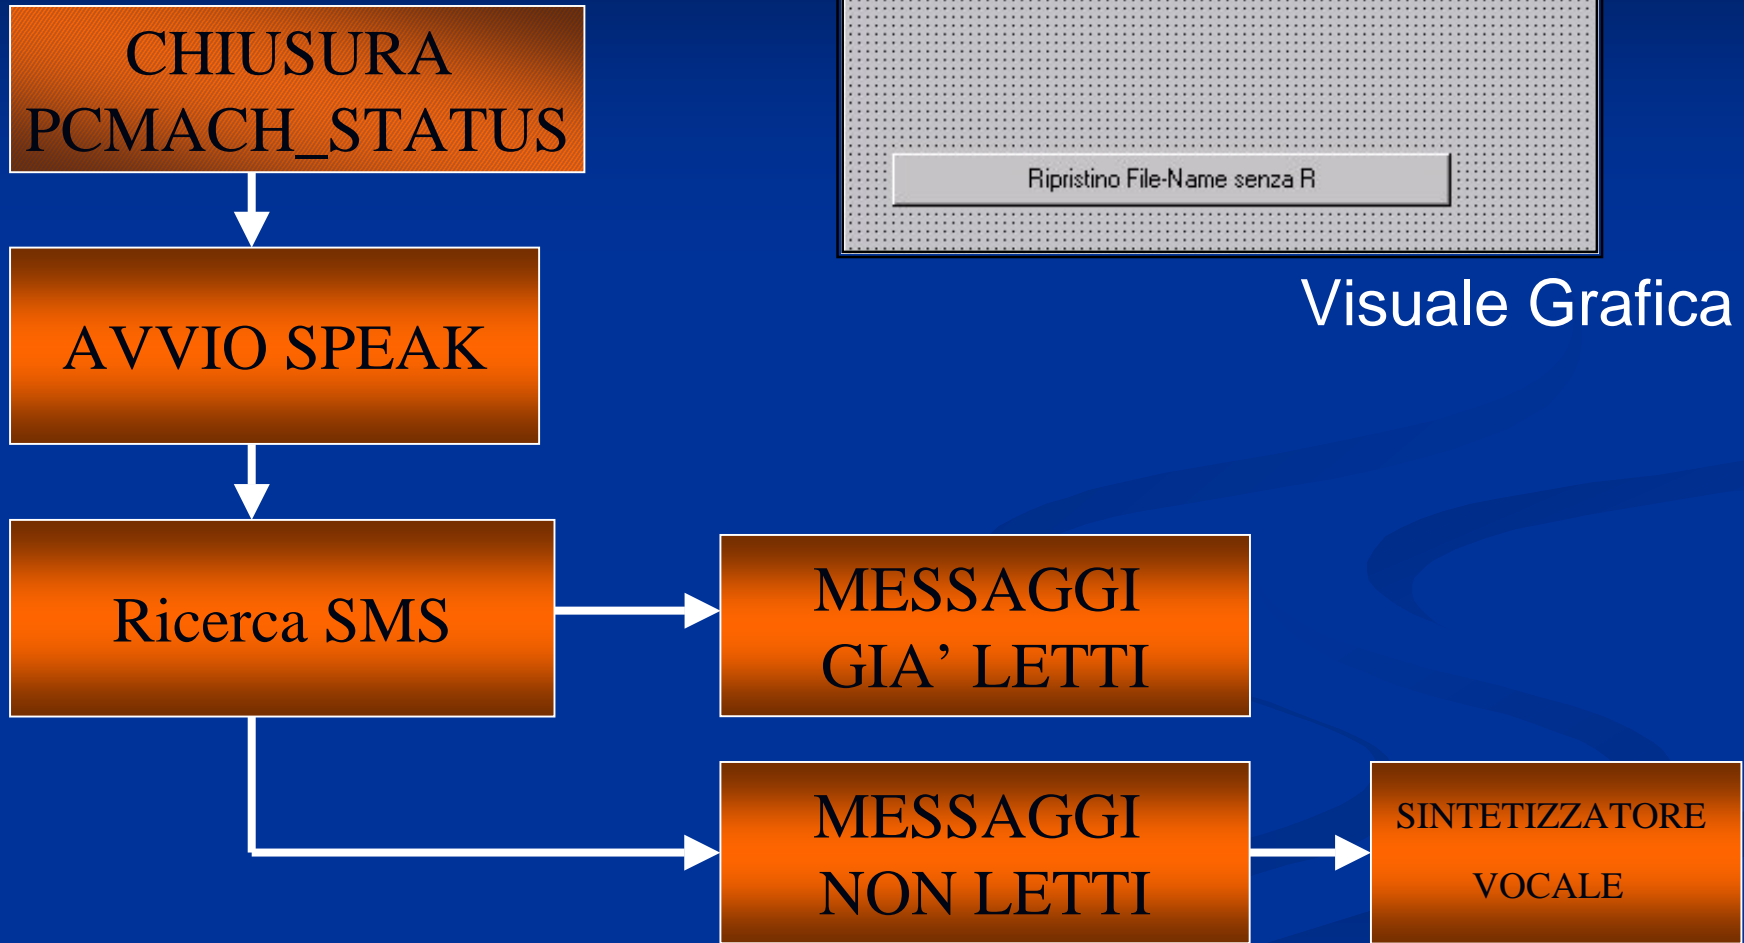 CHIUSURA
PCMACH_STATUS
Ripristino File-Name senza R
Visuale Grafica
AVVIO SPEAK
Ricerca SMS
MESSAGGI
GIA’ LETTI
MESSAGGI
NON LETTI
SINTETIZZATORE
VOCALE